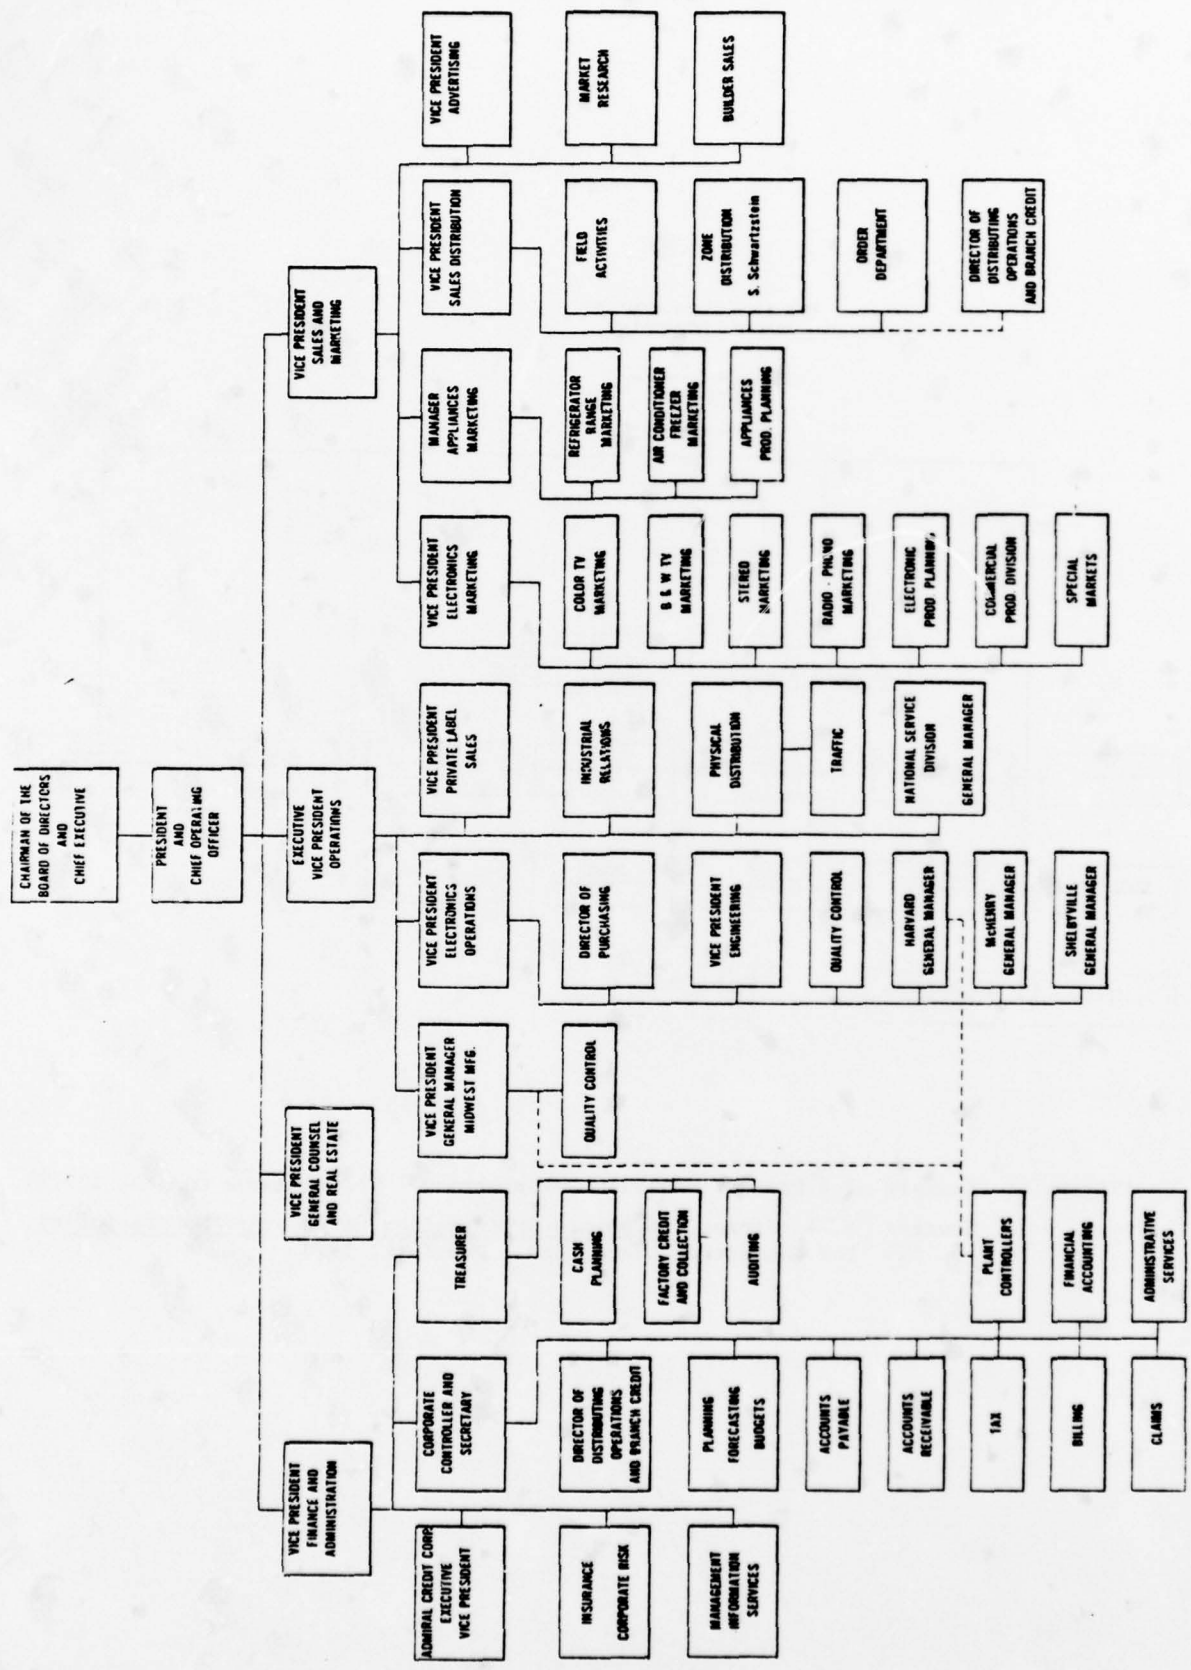 CHAIRMAN OF THE
BOARD OF DIRECTORS
AND
CHIEF EXECUTIVE
PRESIDENT
AND
CHIEF OPERATING
OFFICER
VICE PRESIDENT
FINANCE AND
ADMINISTRATION
VICE PRESIDENT
GENERAL COUNSEL
AND REAL ESTATE
EXECUTIVE
VICE PRESIDENT
OPERATIONS
VICE PRESIDENT
SALES AND
MARKETING
ADMIRAL CREDIT CORP.
EXECUTIVE
VICE PRESIDENT
INSURANCE
CORPORATE RISK
MANAGEMENT
INFORMATION
SERVICES
CORPORATE
CONTROLLER AND
SECRETARY
DIRECTOR OF
DISTRIBUTING
OPERATIONS
AND BRANCH CREDIT
PLANNING
FORECASTING
BUDGETS
ACCOUNTS
PAYABLE
ACCOUNTS
RECEIVABLE
TAX
BILLING
CLAIMS
PLANT
CONTROLLERS
FINANCIAL
ACCOUNTING
ADMINISTRATIVE
SERVICES
TREASURER
CASH
PLANNING
FACTORY CREDIT
AND COLLECTION
AUDITING
VICE PRESIDENT
GENERAL MANAGER
MIDWEST MFG.
QUALITY CONTROL
VICE PRESIDENT
ELECTRONICS
OPERATIONS
DIRECTOR OF
PURCHASING
VICE PRESIDENT
ENGINEERING
QUALITY CONTROL
HARVARD
GENERAL MANAGER
McHENRY
GENERAL MANAGER
SHELBYVILLE
GENERAL MANAGER
VICE PRESIDENT
PRIVATE LABEL
SALES
INDUSTRIAL
RELATIONS
PHYSICAL
DISTRIBUTION
TRAFFIC
NATIONAL SERVICE
DIVISION
GENERAL MANAGER
VICE PRESIDENT
ELECTRONICS
MARKETING
COLOR TV
MARKETING
B & W TV
MARKETING
STEREO
MARKETING
RADIO - PHONO
MARKETING
ELECTRONIC
PROD. PLANNING
COMMERCIAL
PROD. DIVISION
SPECIAL
MARKETS
MANAGER
APPLIANCES
MARKETING
REFRIGERATOR
RANGE
MARKETING
AIR CONDITIONER
FREEZER
MARKETING
APPLIANCES
PROD. PLANNING
VICE PRESIDENT
SALES DISTRIBUTION
FIELD
ACTIVITIES
ZONE
DISTRIBUTION
S. Schwartzstein
ORDER
DEPARTMENT
DIRECTOR OF
DISTRIBUTING
OPERATIONS
AND BRANCH CREDIT
VICE PRESIDENT
ADVERTISING
MARKET
RESEARCH
BUILDER SALES